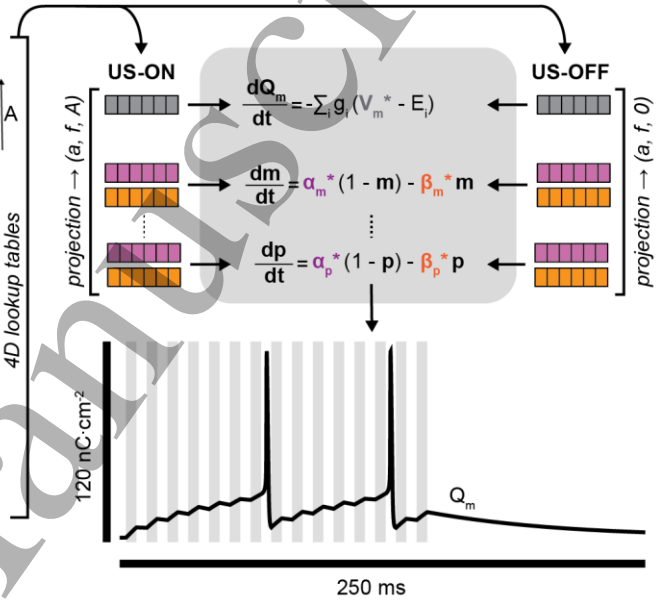 US-ON
US-OFF
A
4D lookup tables
projection → (a, f, A)
dQₘ/dt = -Σᵢ gᵢ(Vₘ* - Eᵢ)
dm/dt = αₘ* (1 - m) - βₘ* m
dp/dt = αₚ* (1 - p) - βₚ* p
projection → (a, f, 0)
120 nC·cm⁻²
Qₘ
250 ms